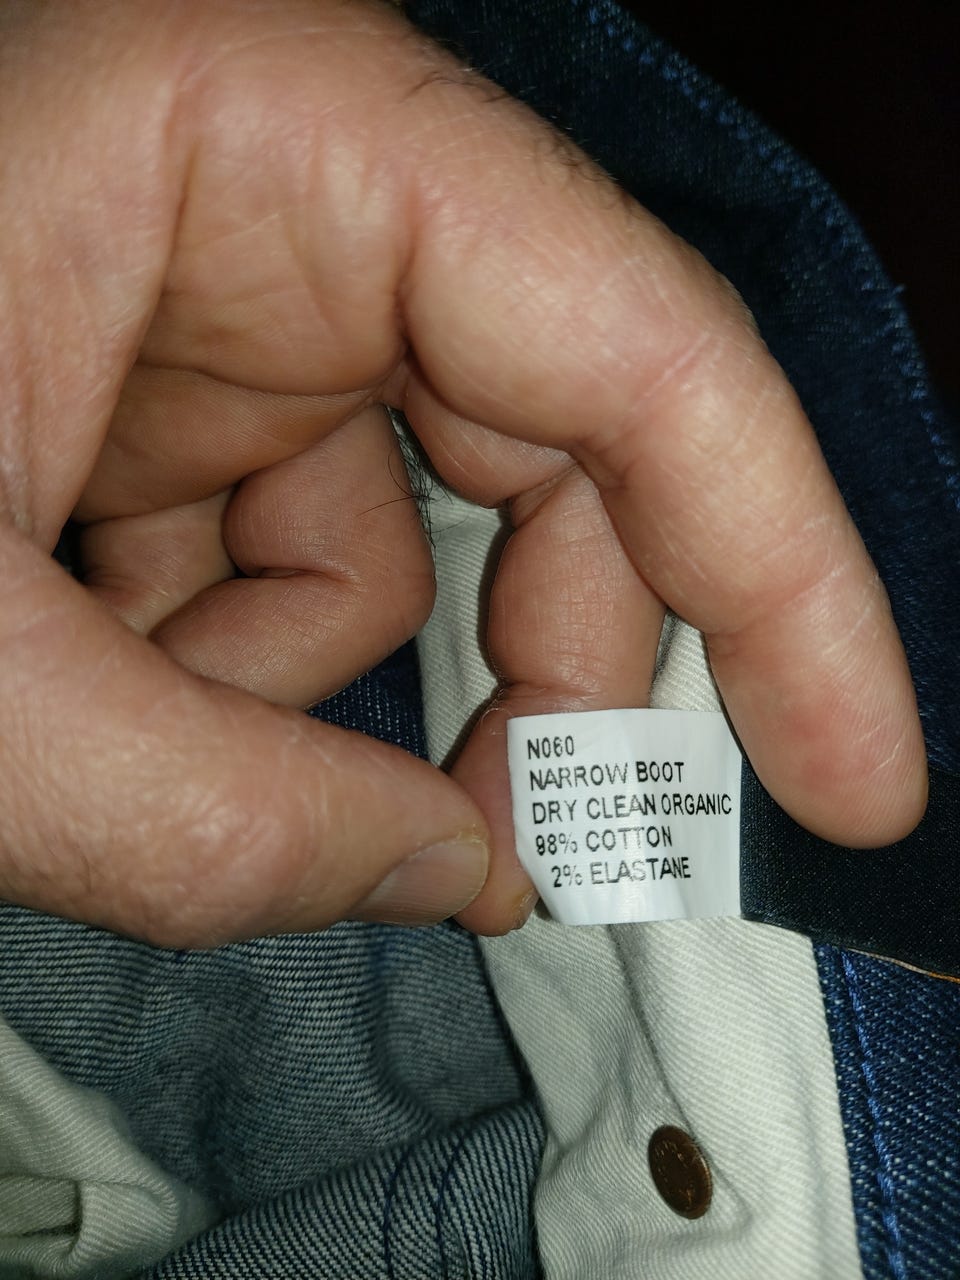 N060
NARROW BOOT
DRY CLEAN ORGANIC
98% COTTON
2% ELASTANE